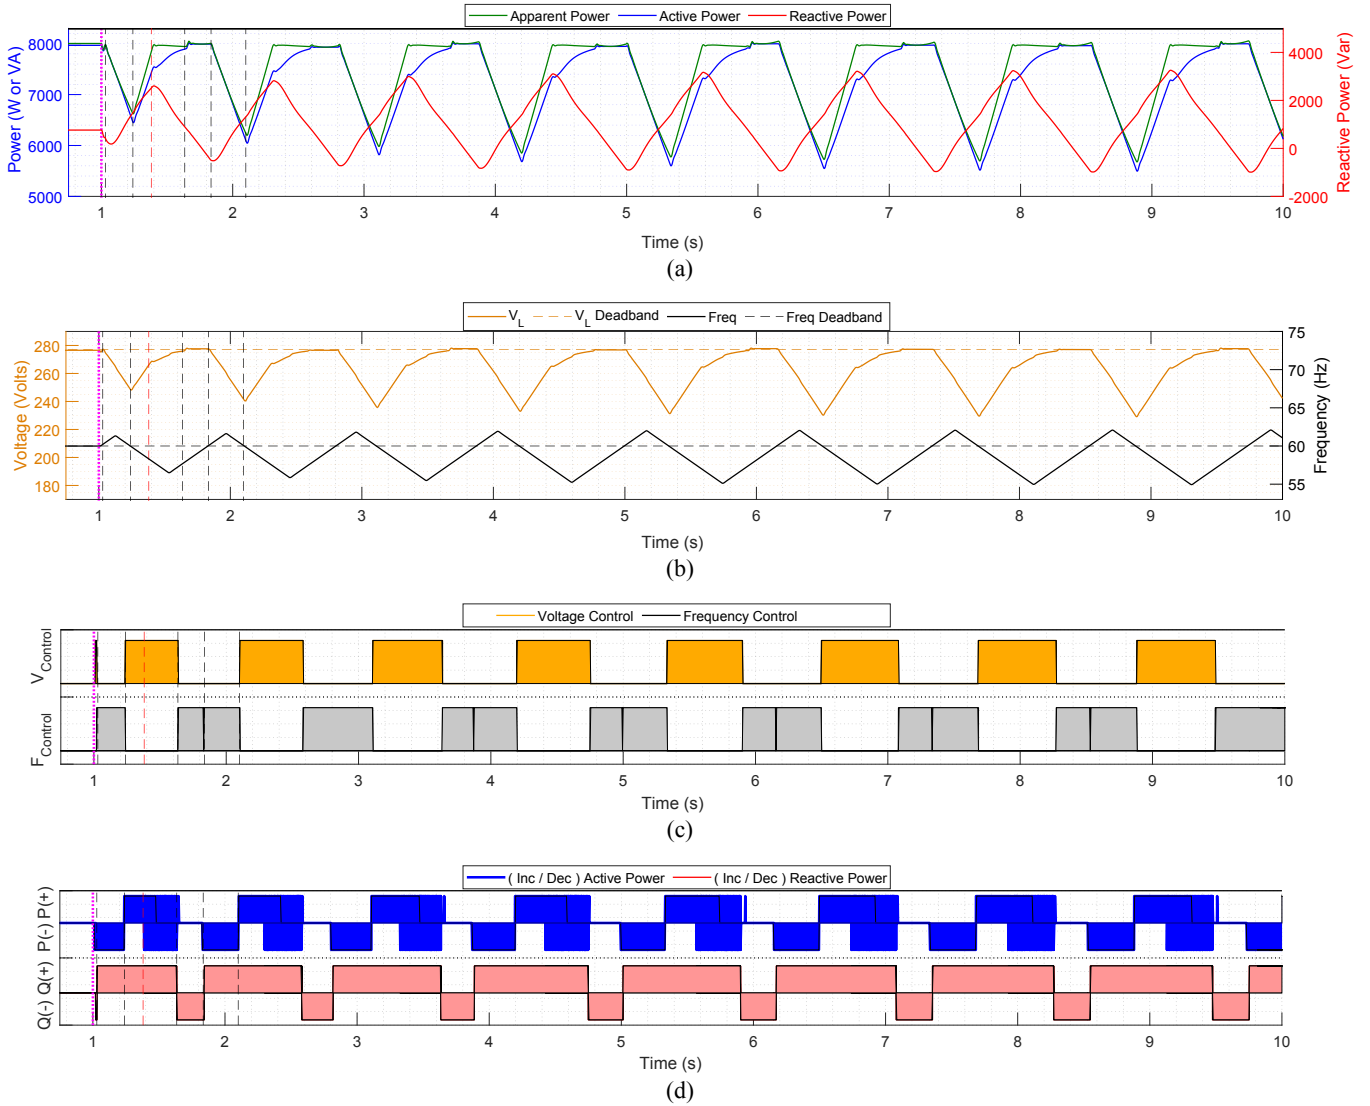 Apparent Power Active Power Reactive Power
8000
7000
6000
5000
Power (W or VA)
4000
2000
0
-2000
Reactive Power (Var)
1 2 3 4 5 6 7 8 9 10
Time (s)
(a)
V_L V_L Deadband Freq Freq Deadband
280
260
240
220
200
180
Voltage (Volts)
75
70
65
60
55
Frequency (Hz)
1 2 3 4 5 6 7 8 9 10
Time (s)
(b)
Voltage Control Frequency Control
V_Control
F_Control
1 2 3 4 5 6 7 8 9 10
Time (s)
(c)
( Inc / Dec ) Active Power ( Inc / Dec ) Reactive Power
P(-) P(+)
Q(-) Q(+)
1 2 3 4 5 6 7 8 9 10
Time (s)
(d)